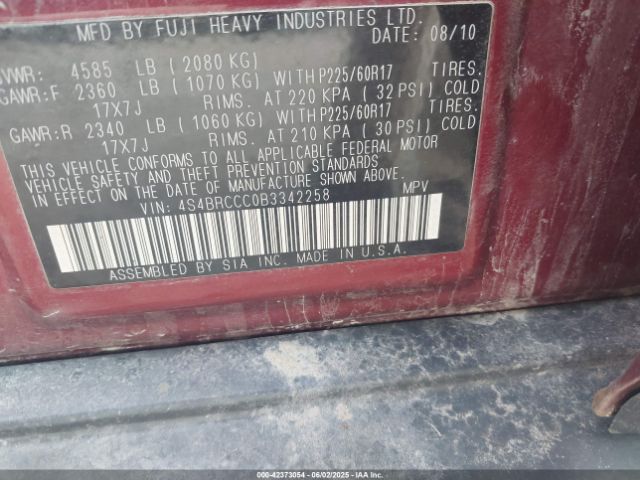 MFD BY FUJI HEAVY INDUSTRIES LTD.
DATE: 08/10
VWR: 4585 LB ( 2080 KG)
GAWR:F 2360 LB ( 1070 KG) WITH P225/60R17 TIRES.
17X7J RIMS. AT 220 KPA ( 32 PSI) COLD
GAWR:R 2340 LB ( 1060 KG) WITH P225/60R17 TIRES.
17X7J RIMS. AT 210 KPA ( 30 PSI) COLD
THIS VEHICLE CONFORMS TO ALL APPLICABLE FEDERAL MOTOR
VEHICLE SAFETY AND THEFT PREVENTION STANDARDS
IN EFFECT ON THE DATE OF MANUFACTURE SHOWN ABOVE.
VIN: 4S4BRCCC0B3342258 MPV
ASSEMBLED BY SIA INC. MADE IN U.S.A.
000-42373054 - 06/02/2025 - IAAI.COM